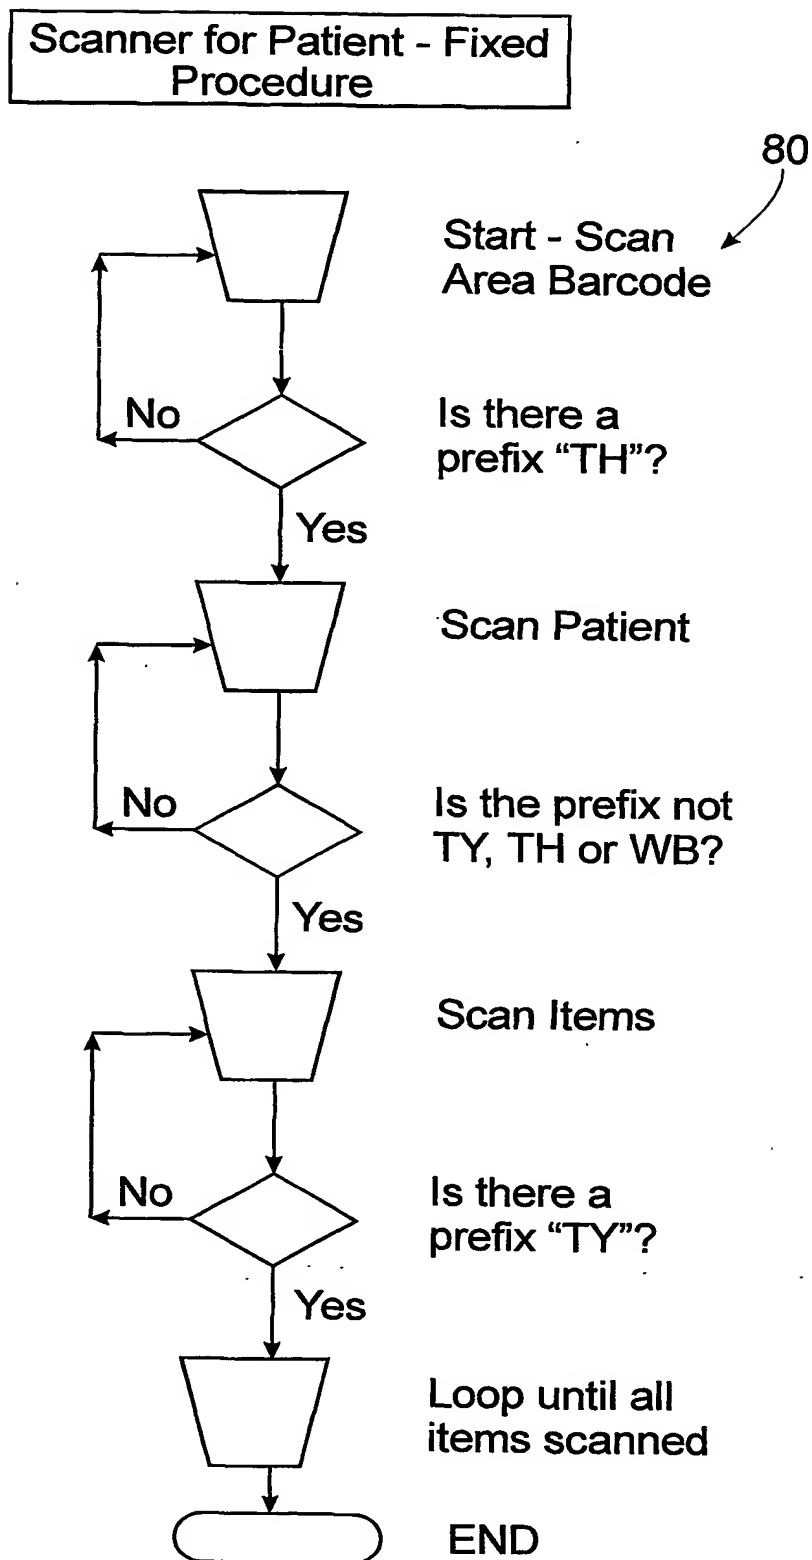 Scanner for Patient - Fixed
Procedure
80
Start - Scan
Area Barcode
No
Is there a
prefix “TH”?
Yes
Scan Patient
No
Is the prefix not
TY, TH or WB?
Yes
Scan Items
No
Is there a
prefix “TY”?
Yes
Loop until all
items scanned
END